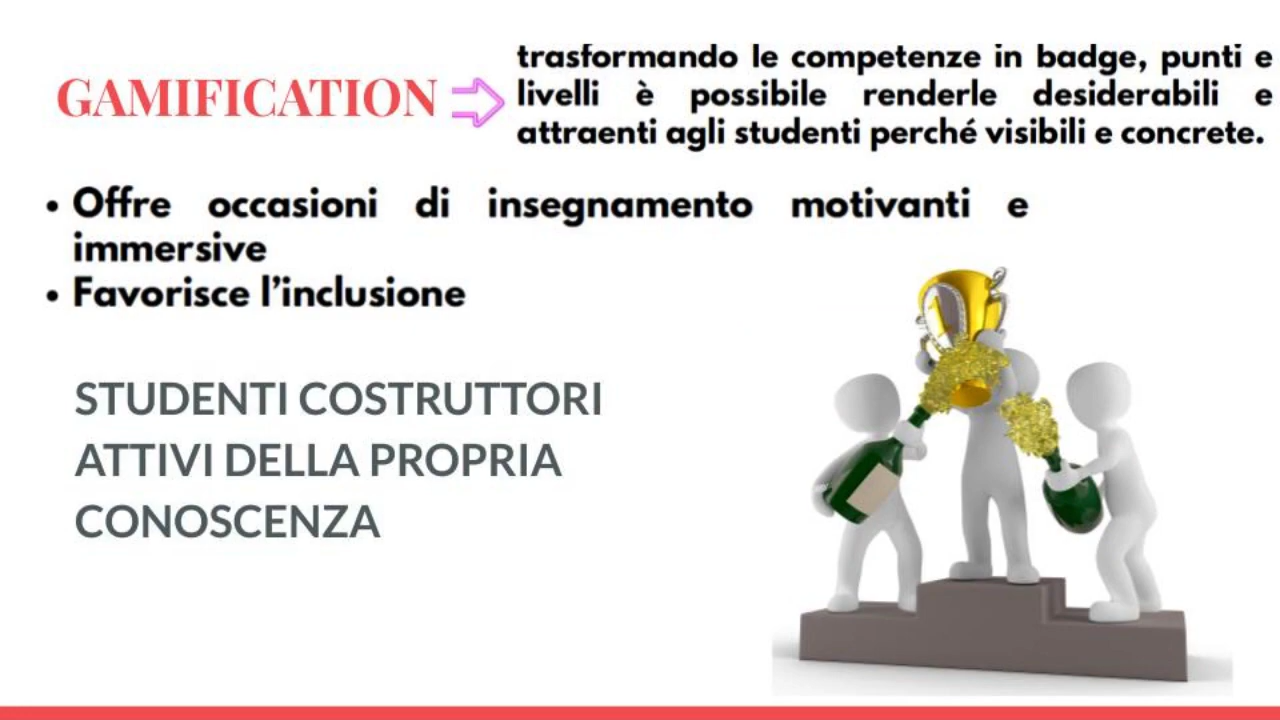 GAMIFICATION
trasformando le competenze in badge, punti e
livelli è possibile renderle desiderabili e
attraenti agli studenti perché visibili e concrete.
• Offre occasioni di insegnamento motivanti e
immersive
• Favorisce l’inclusione
STUDENTI COSTRUTTORI
ATTIVI DELLA PROPRIA
CONOSCENZA